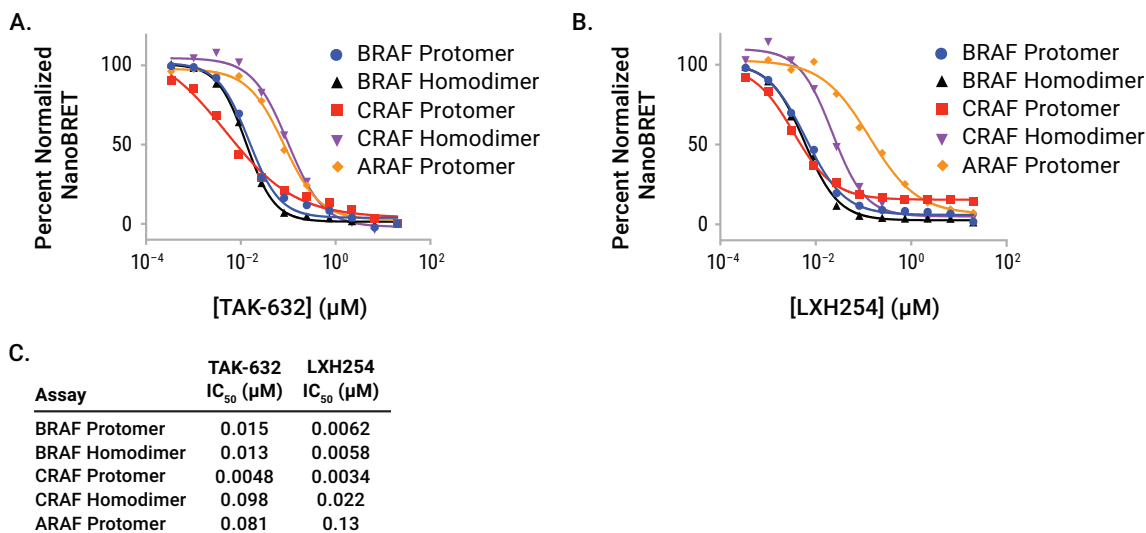 A.
Percent Normalized
NanoBRET
100
50
0
10⁻⁴
10⁻²
10⁰
10²
[TAK-632] (μM)
BRAF Protomer
BRAF Homodimer
CRAF Protomer
CRAF Homodimer
ARAF Protomer
B.
Percent Normalized
NanoBRET
100
50
0
10⁻⁴
10⁻²
10⁰
10²
[LXH254] (μM)
BRAF Protomer
BRAF Homodimer
CRAF Protomer
CRAF Homodimer
ARAF Protomer
C.
TAK-632 LXH254
Assay IC₅₀ (μM) IC₅₀ (μM)
BRAF Protomer 0.015 0.0062
BRAF Homodimer 0.013 0.0058
CRAF Protomer 0.0048 0.0034
CRAF Homodimer 0.098 0.022
ARAF Protomer 0.081 0.13